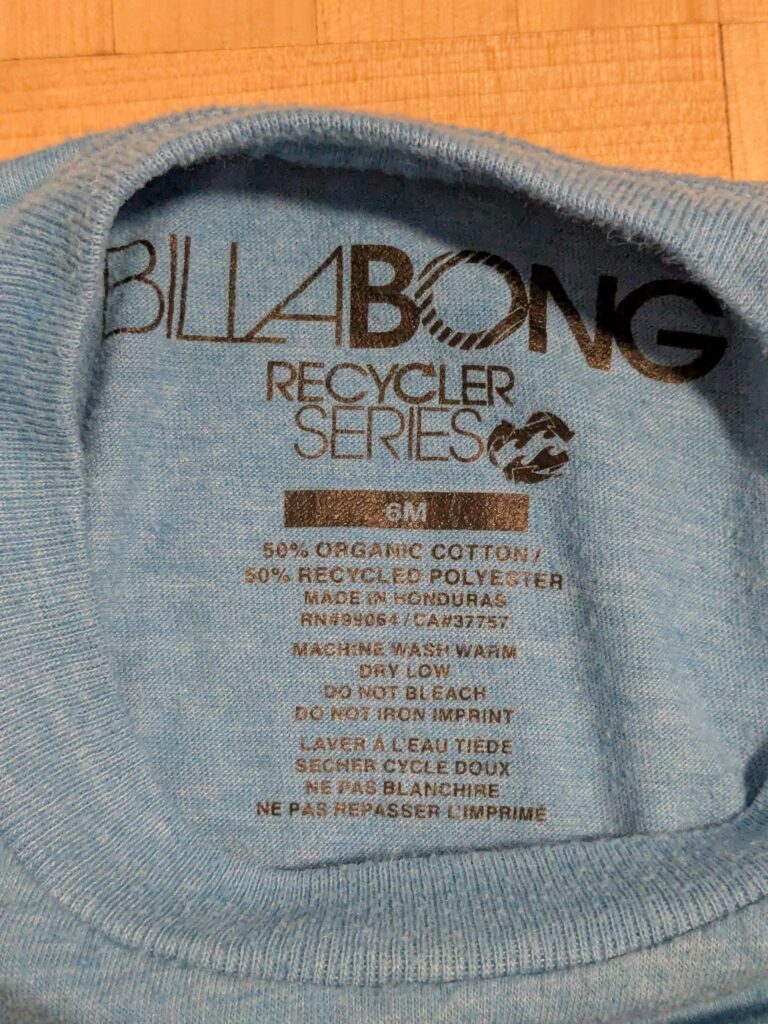 BILLABONG
RECYCLER
SERIES
6M
50% ORGANIC COTTON/
50% RECYCLED POLYESTER
MADE IN HONDURAS
RN#99064/CA#37757
MACHINE WASH WARM
DRY LOW
DO NOT BLEACH
DO NOT IRON IMPRINT
LAVER À L'EAU TIÈDE
SECHER CYCLE DOUX
NE PAS BLANCHIRE
NE PAS REPASSER L'IMPRIMÉ